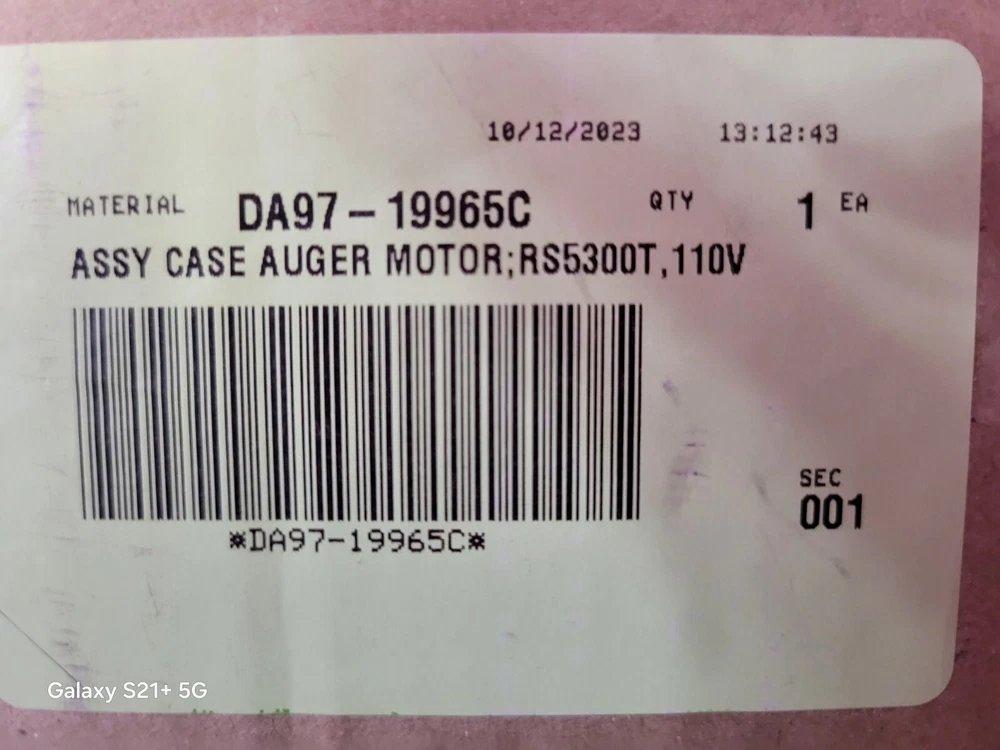 10/12/2023 13:12:43
MATERIAL DA97-19965C QTY 1 EA
ASSY CASE AUGER MOTOR;RS5300T,110V
*DA97-19965C*
SEC
001
Galaxy S21+ 5G